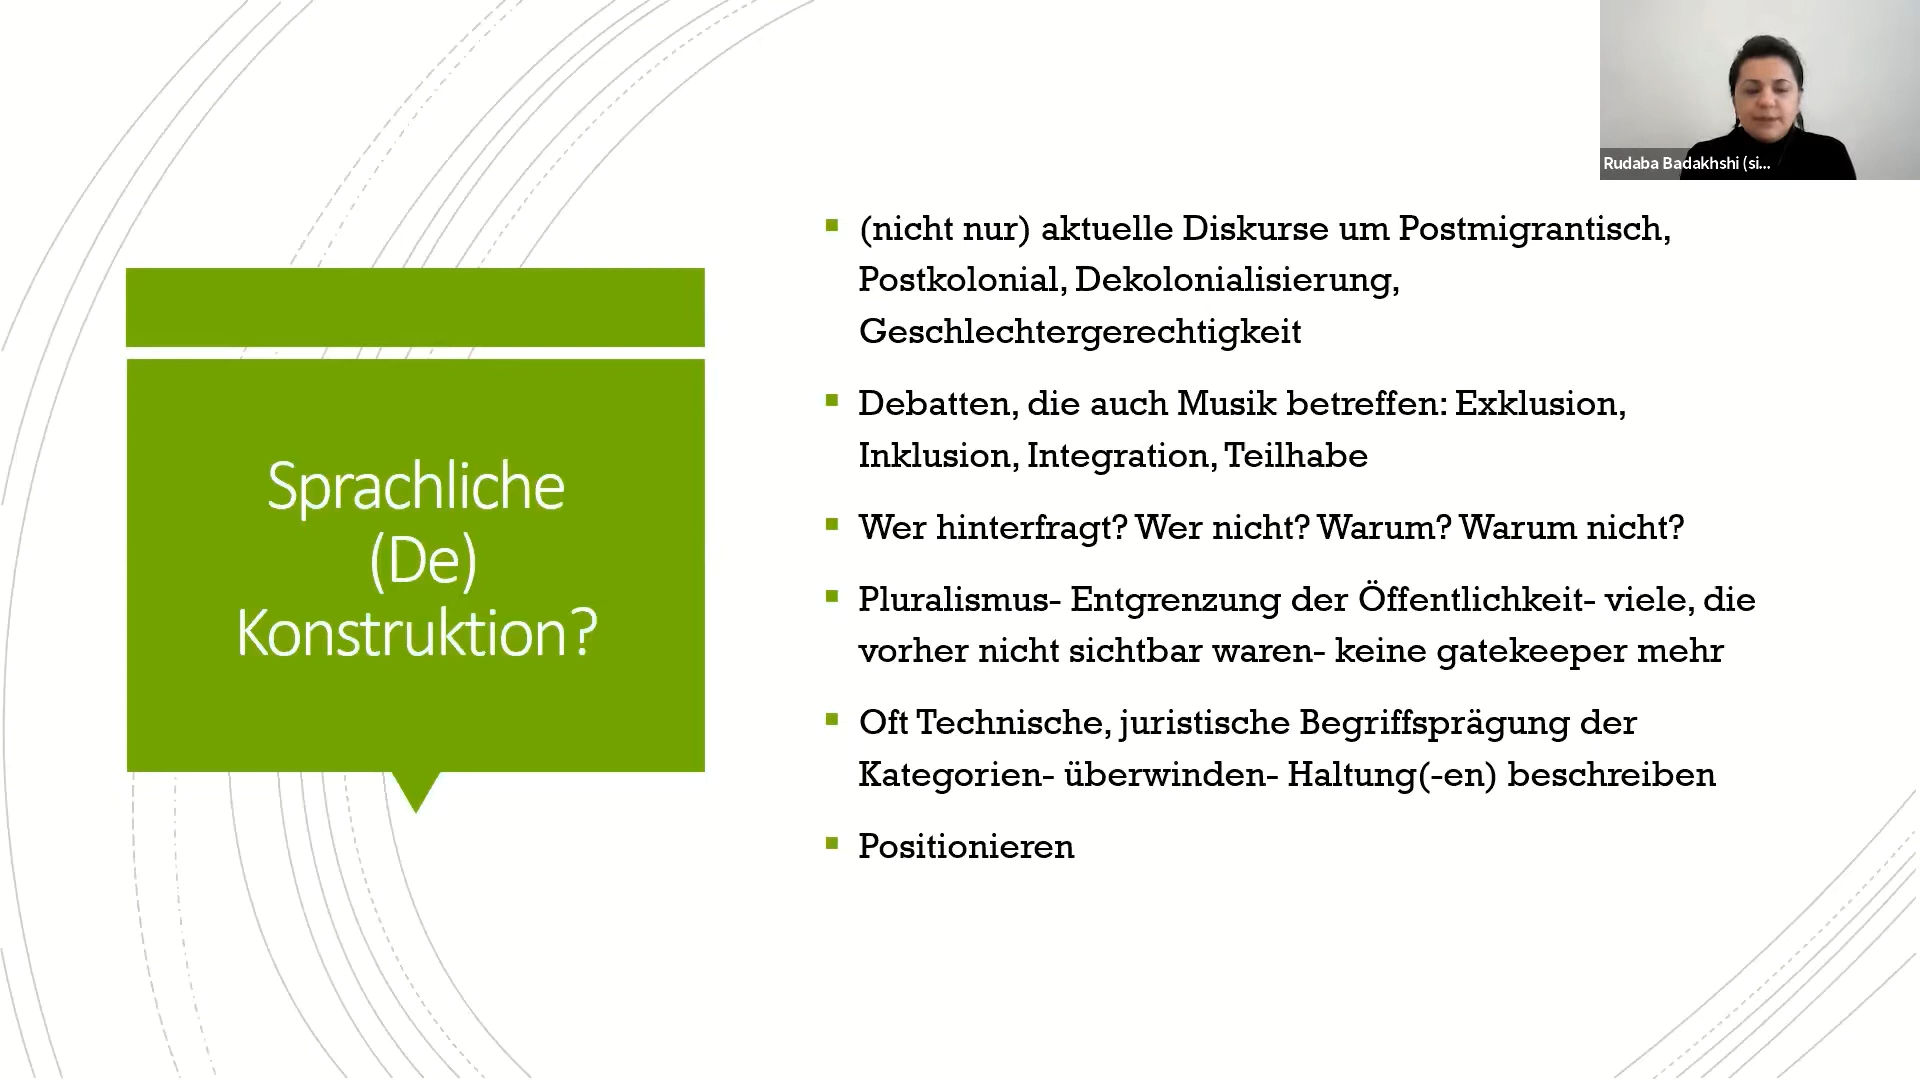 Rudaba Badakhshi (si...
Sprachliche
(De)
Konstruktion?
(nicht nur) aktuelle Diskurse um Postmigrantisch,
Postkolonial, Dekolonialisierung,
Geschlechtergerechtigkeit
Debatten, die auch Musik betreffen: Exklusion,
Inklusion, Integration, Teilhabe
Wer hinterfragt? Wer nicht? Warum? Warum nicht?
Pluralismus- Entgrenzung der Öffentlichkeit- viele, die
vorher nicht sichtbar waren- keine gatekeeper mehr
Oft Technische, juristische Begriffsprägung der
Kategorien- überwinden- Haltung(-en) beschreiben
Positionieren